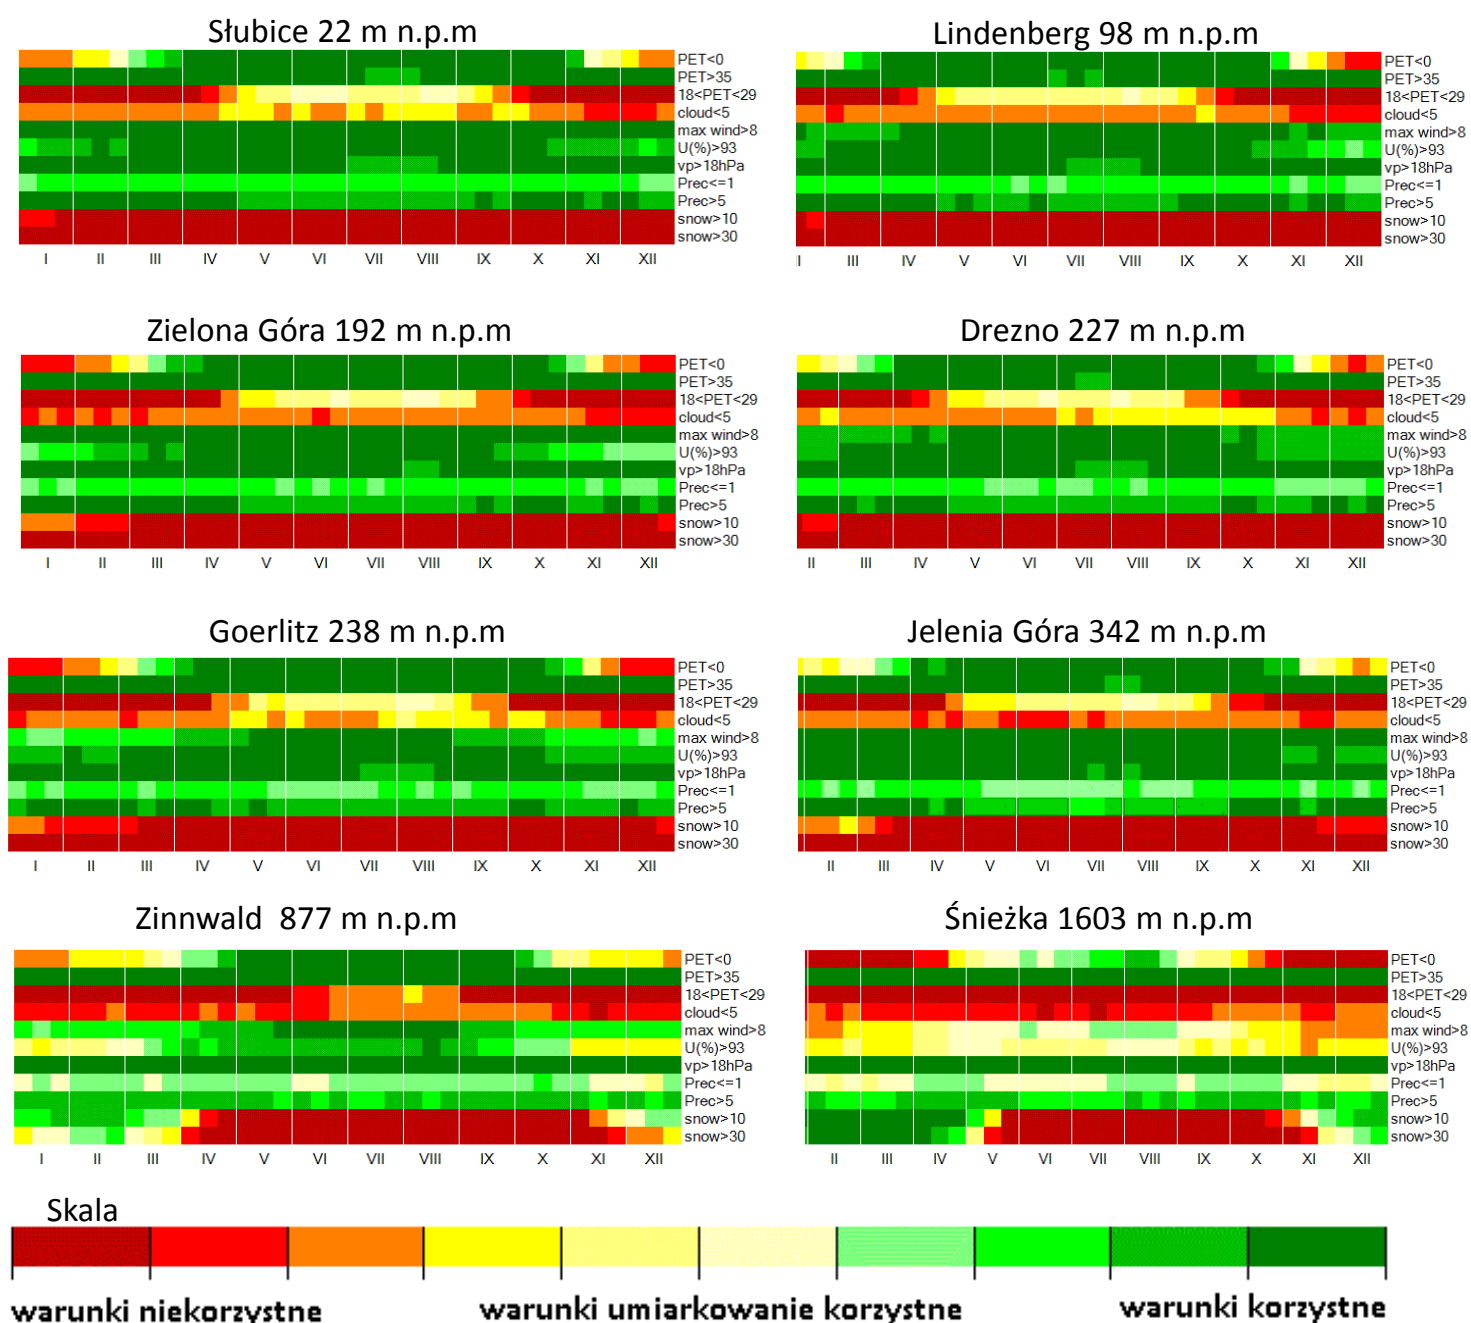 Słubice 22 m n.p.m
PET<0
PET>35
18<PET<29
cloud<5
max wind>8
U(%)>93
vp>18hPa
Prec<=1
Prec>5
snow>10
snow>30
I II III IV V VI VII VIII IX X XI XII
Lindenberg 98 m n.p.m
PET<0
PET>35
18<PET<29
cloud<5
max wind>8
U(%)>93
vp>18hPa
Prec<=1
Prec>5
snow>10
snow>30
I III IV V VI VII VIII IX X XI XII
Zielona Góra 192 m n.p.m
PET<0
PET>35
18<PET<29
cloud<5
max wind>8
U(%)>93
vp>18hPa
Prec<=1
Prec>5
snow>10
snow>30
I II III IV V VI VII VIII IX X XI XII
Drezno 227 m n.p.m
PET<0
PET>35
18<PET<29
cloud<5
max wind>8
U(%)>93
vp>18hPa
Prec<=1
Prec>5
snow>10
snow>30
II III IV V VI VII VIII IX X XI XII
Goerlitz 238 m n.p.m
PET<0
PET>35
18<PET<29
cloud<5
max wind>8
U(%)>93
vp>18hPa
Prec<=1
Prec>5
snow>10
snow>30
I II III IV V VI VII VIII IX X XI XII
Jelenia Góra 342 m n.p.m
PET<0
PET>35
18<PET<29
cloud<5
max wind>8
U(%)>93
vp>18hPa
Prec<=1
Prec>5
snow>10
snow>30
II III IV V VI VII VIII IX X XI XII
Zinnwald 877 m n.p.m
PET<0
PET>35
18<PET<29
cloud<5
max wind>8
U(%)>93
vp>18hPa
Prec<=1
Prec>5
snow>10
snow>30
I II III IV V VI VII VIII IX X XI XII
Śnieżka 1603 m n.p.m
PET<0
PET>35
18<PET<29
cloud<5
max wind>8
U(%)>93
vp>18hPa
Prec<=1
Prec>5
snow>10
snow>30
II III IV V VI VII VIII IX X XI XII
Skala
warunki niekorzystne warunki umiarkowanie korzystne warunki korzystne